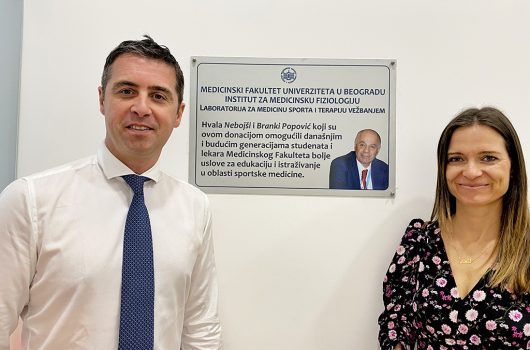 MEDICINSKI FAKULTET UNIVERZITETA U BEOGRADU
INSTITUT ZA MEDICINSKU FIZIOLOGIJU
LABORATORIJA ZA MEDICINU SPORTA I TERAPIJU VEŽBANJEM
Hvala Nebojši i Branki Popović koji su
ovom donacijom omogućili današnjim
i budućim generacijama studenata i
lekara Medicinskog Fakulteta bolje
uslove za edukaciju i istraživanje
u oblasti sportske medicine.